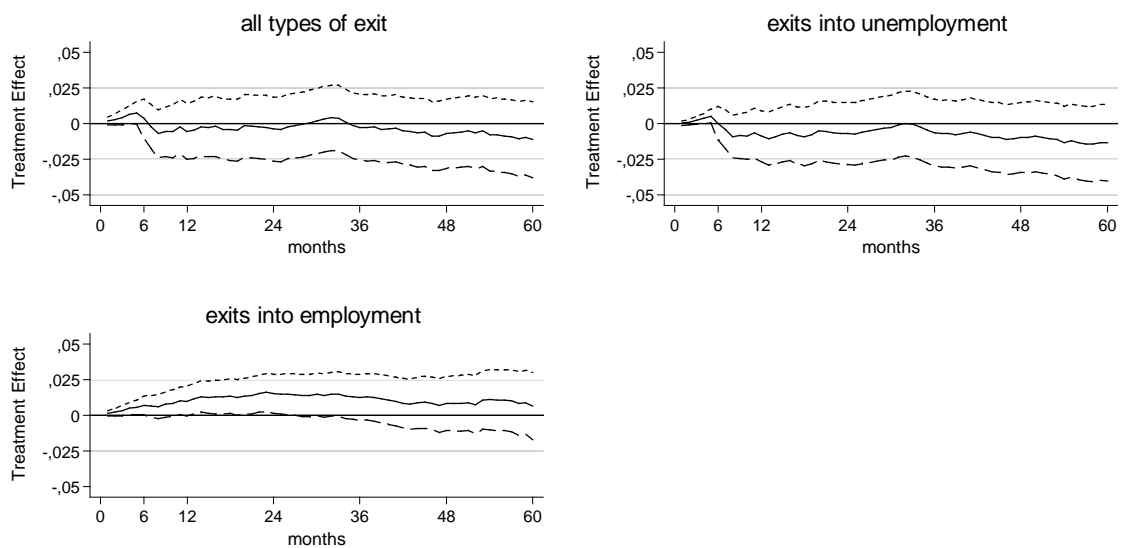 all types of exit
,05
,025
0
-,025
-,05
Treatment Effect
0 6 12 24 36 48 60
months
exits into unemployment
,05
,025
0
-,025
-,05
Treatment Effect
0 6 12 24 36 48 60
months
exits into employment
,05
,025
0
-,025
-,05
Treatment Effect
0 6 12 24 36 48 60
months